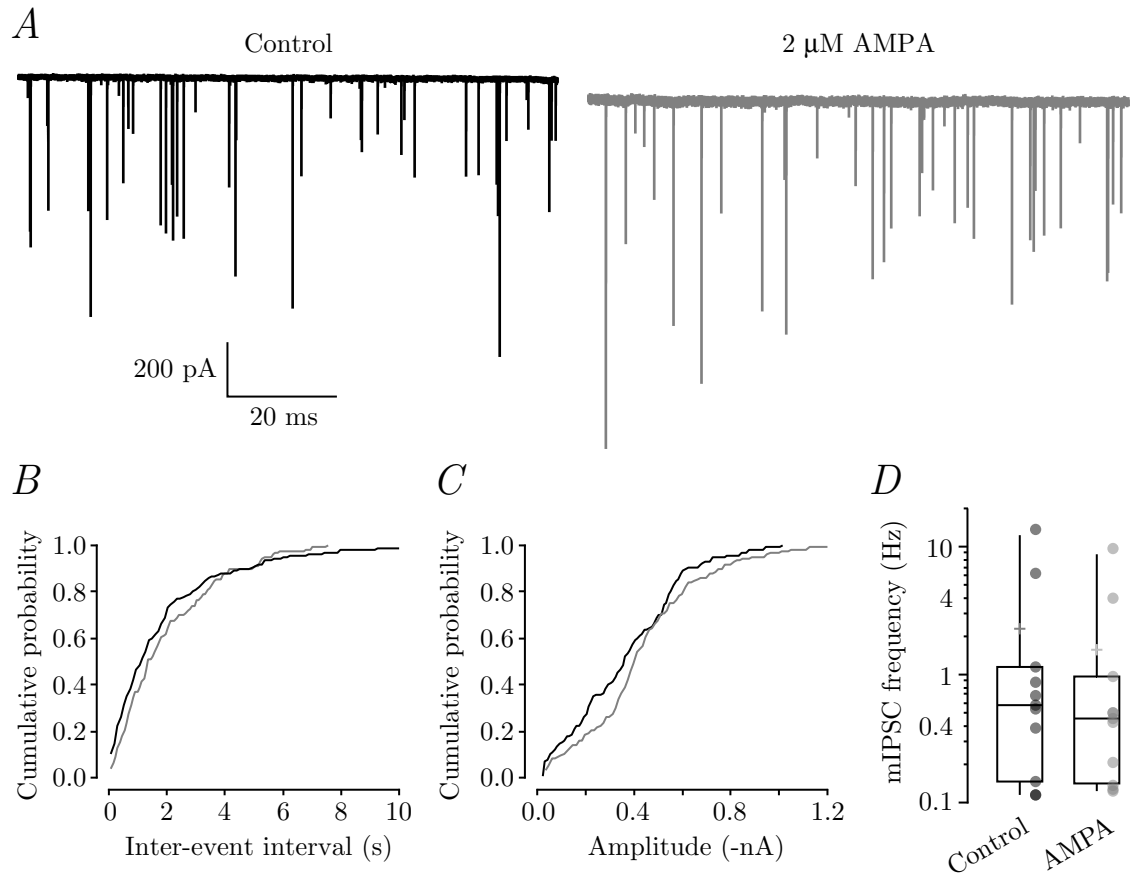 A
Control
2 µM AMPA
200 pA
20 ms
B
C
D
Cumulative probability
1.0
0.8
0.6
0.4
0.2
0.0
0
2
4
6
8
10
Inter-event interval (s)
Cumulative probability
1.0
0.8
0.6
0.4
0.2
0.0
0.0
0.4
0.8
1.2
Amplitude (-nA)
mIPSC frequency (Hz)
10
4
1
0.4
0.1
Control
AMPA